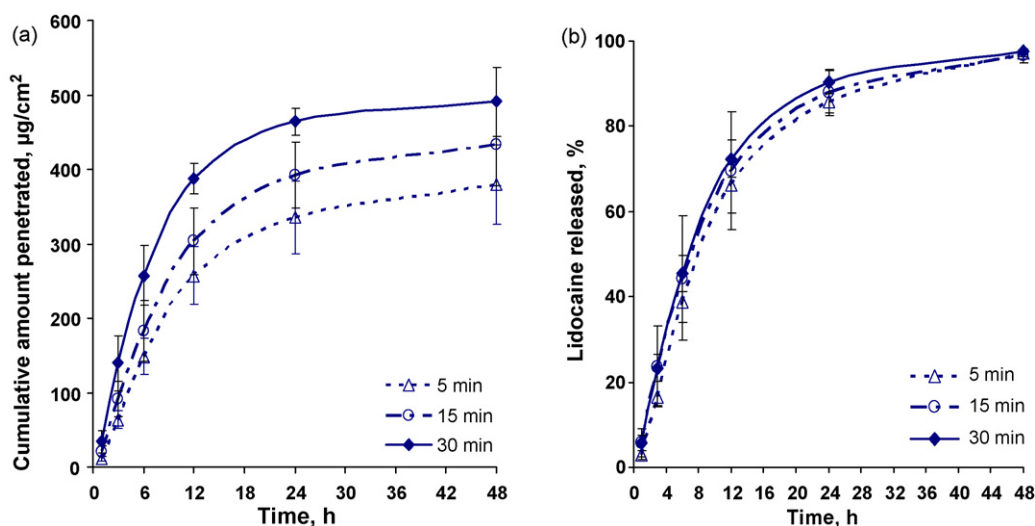 (a)
Cumulative amount penetrated, µg/cm²
600
500
400
300
200
100
0
0 6 12 18 24 30 36 42 48
Time, h
5 min
15 min
30 min
(b)
Lidocaine released, %
100
80
60
40
20
0
0 4 8 12 16 20 24 28 32 36 40 44 48
Time, h
5 min
15 min
30 min